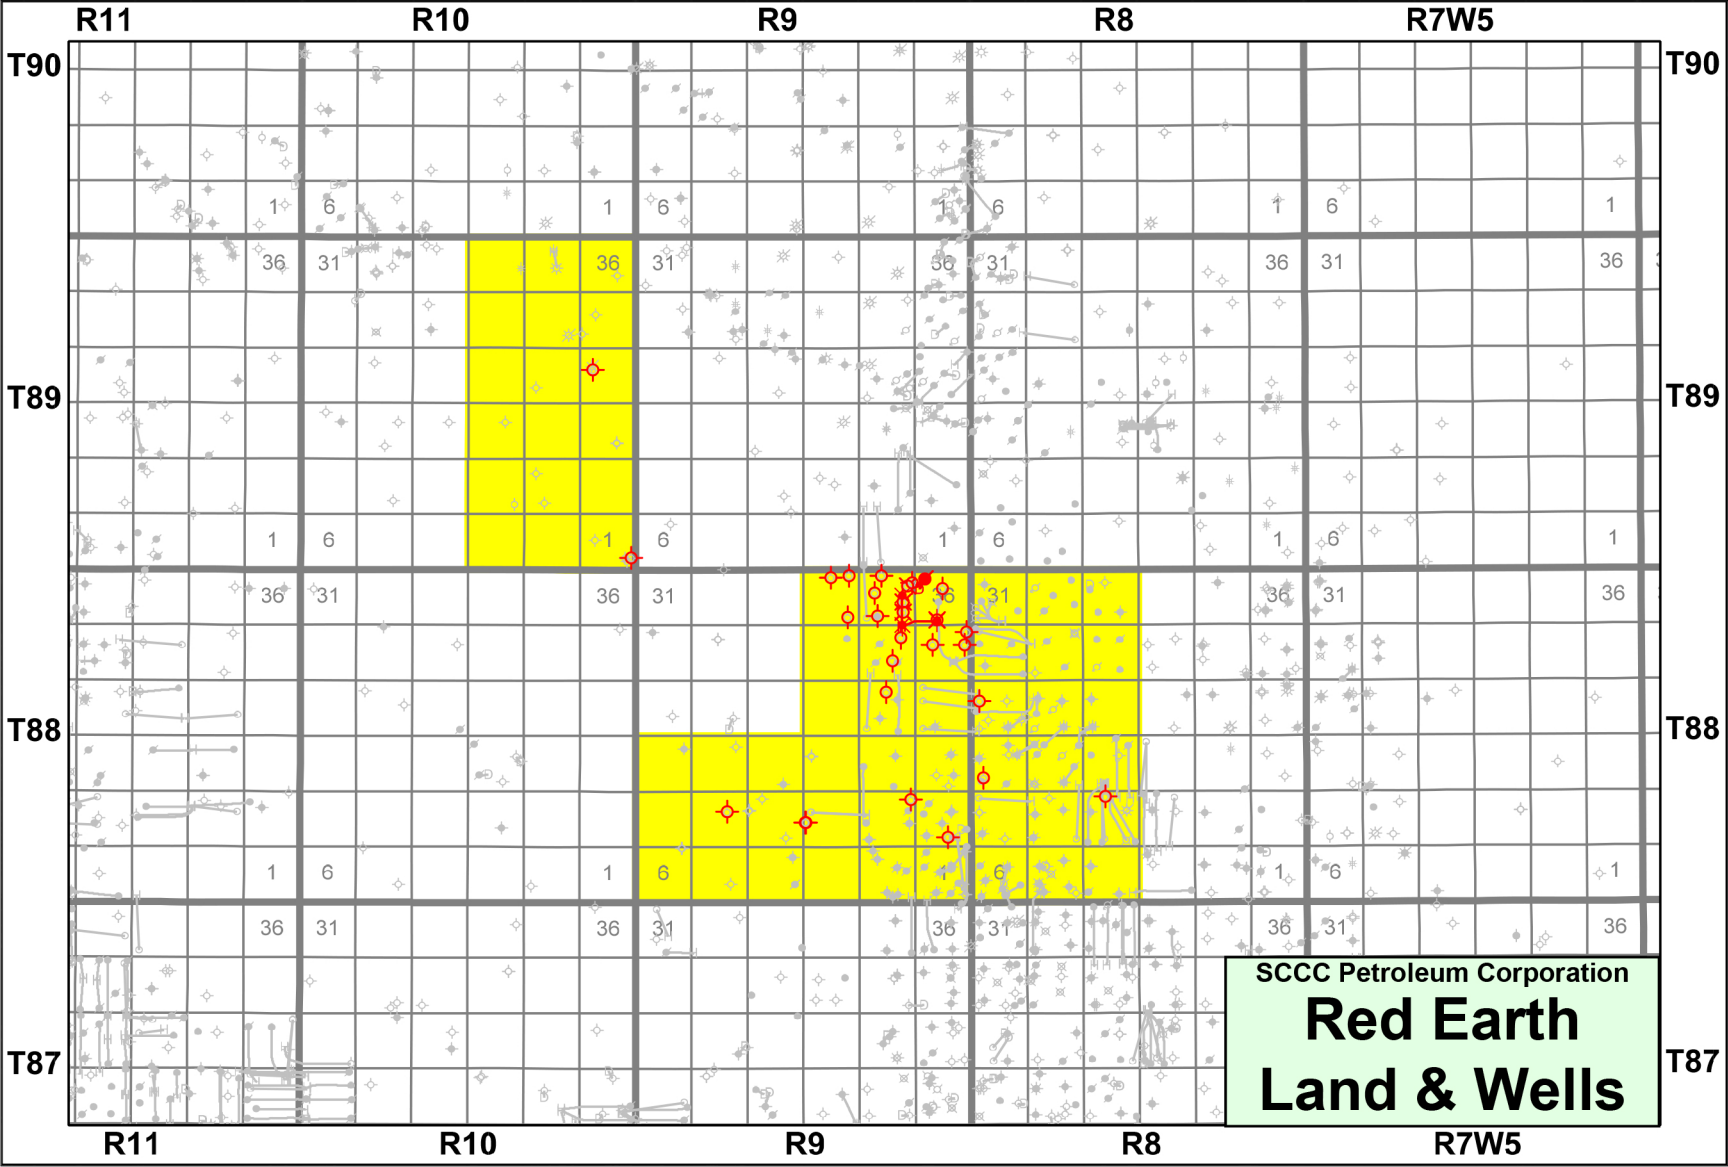 R11 R10 R9 R8 R7W5
T90 T90
1 6 1 6 1 6 1 6 1
36 31 36 31 36 31 36 31 36
T89 T89
1 6 1 6 1 6 1 6 1
36 31 36 31 36 31 36 31 36
T88 T88
1 6 1 6 1 6 1 6 1
36 31 36 31 36 31 36 31 36
SCCC Petroleum Corporation
Red Earth
Land & Wells
T87 T87
R11 R10 R9 R8 R7W5